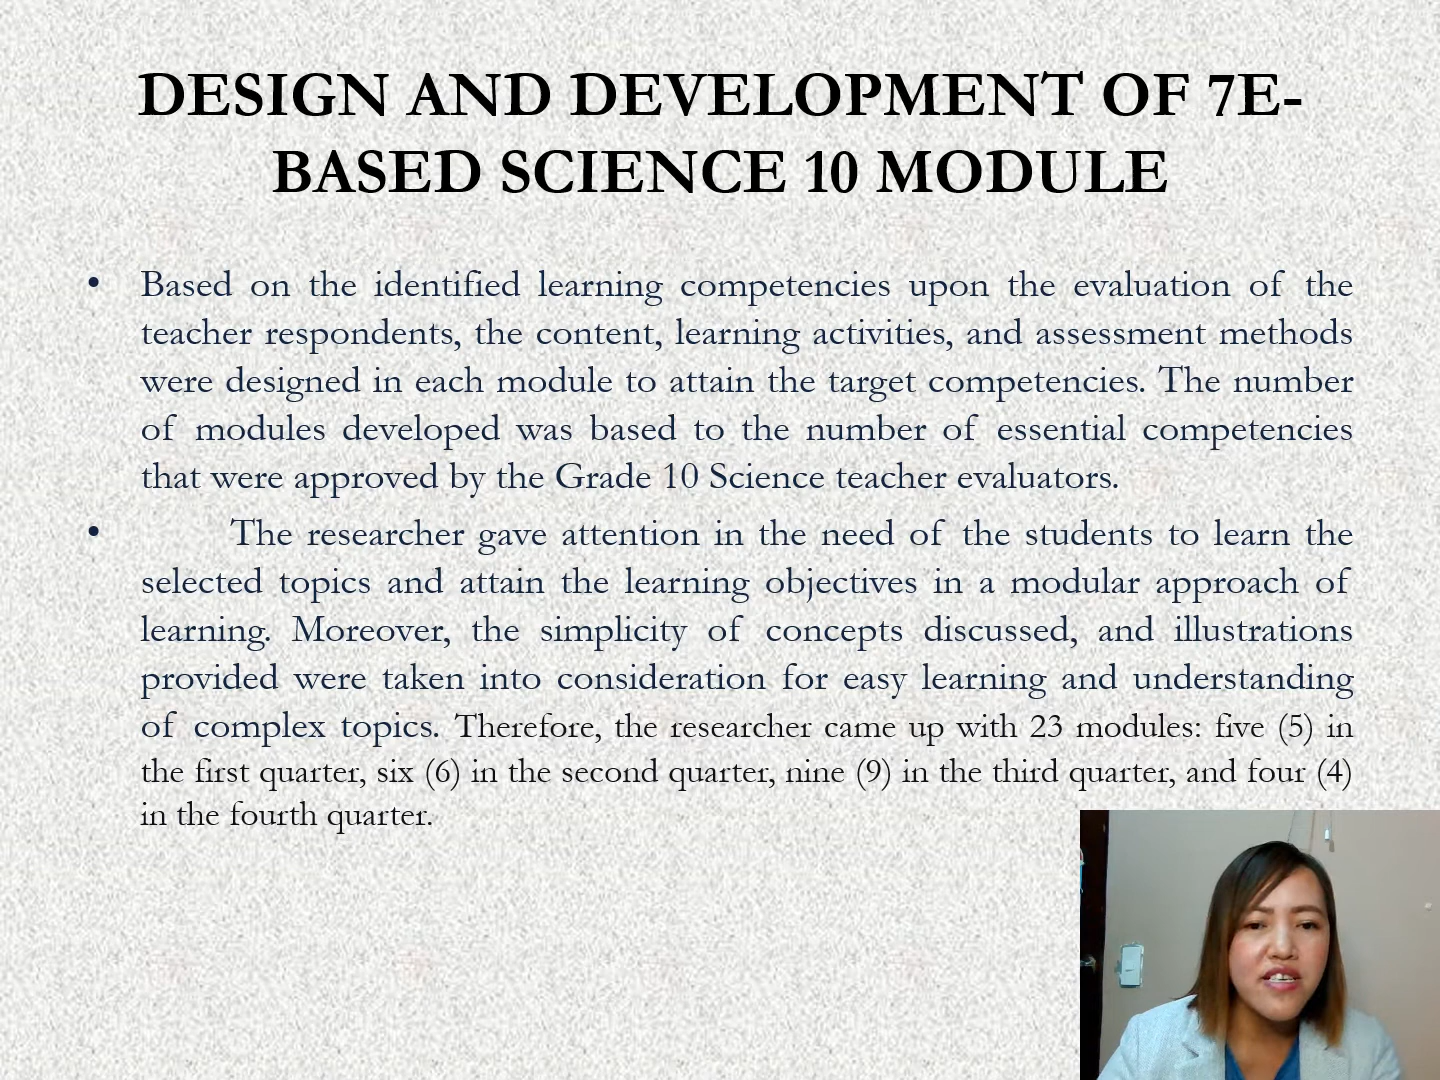 DESIGN AND DEVELOPMENT OF 7E-
BASED SCIENCE 10 MODULE
• Based on the identified learning competencies upon the evaluation of the
teacher respondents, the content, learning activities, and assessment methods
were designed in each module to attain the target competencies. The number
of modules developed was based to the number of essential competencies
that were approved by the Grade 10 Science teacher evaluators.
• The researcher gave attention in the need of the students to learn the
selected topics and attain the learning objectives in a modular approach of
learning. Moreover, the simplicity of concepts discussed, and illustrations
provided were taken into consideration for easy learning and understanding
of complex topics. Therefore, the researcher came up with 23 modules: five (5) in
the first quarter, six (6) in the second quarter, nine (9) in the third quarter, and four (4)
in the fourth quarter.